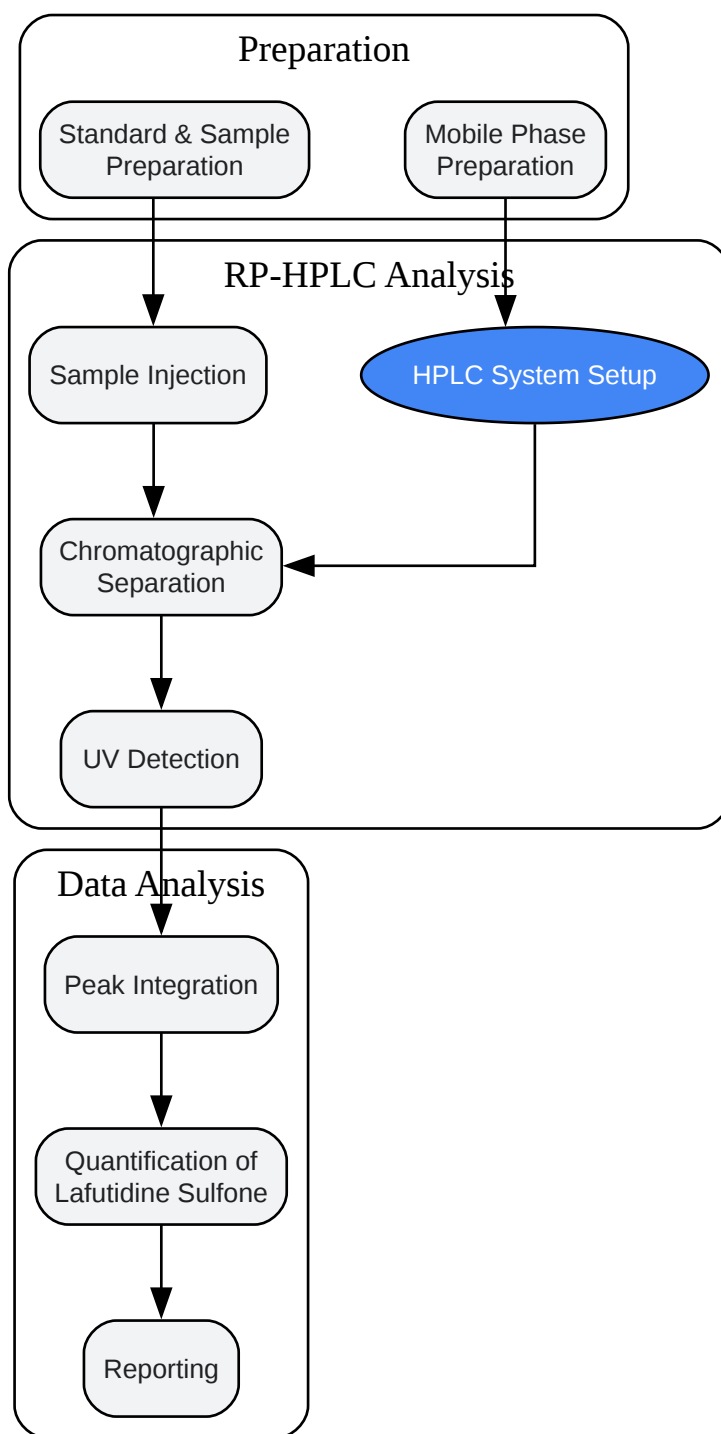 Preparation
Standard & Sample
Preparation
Mobile Phase
Preparation
RP-HPLC Analysis
Sample Injection
HPLC System Setup
Chromatographic
Separation
UV Detection
Data Analysis
Peak Integration
Quantification of
Lafutidine Sulfone
Reporting